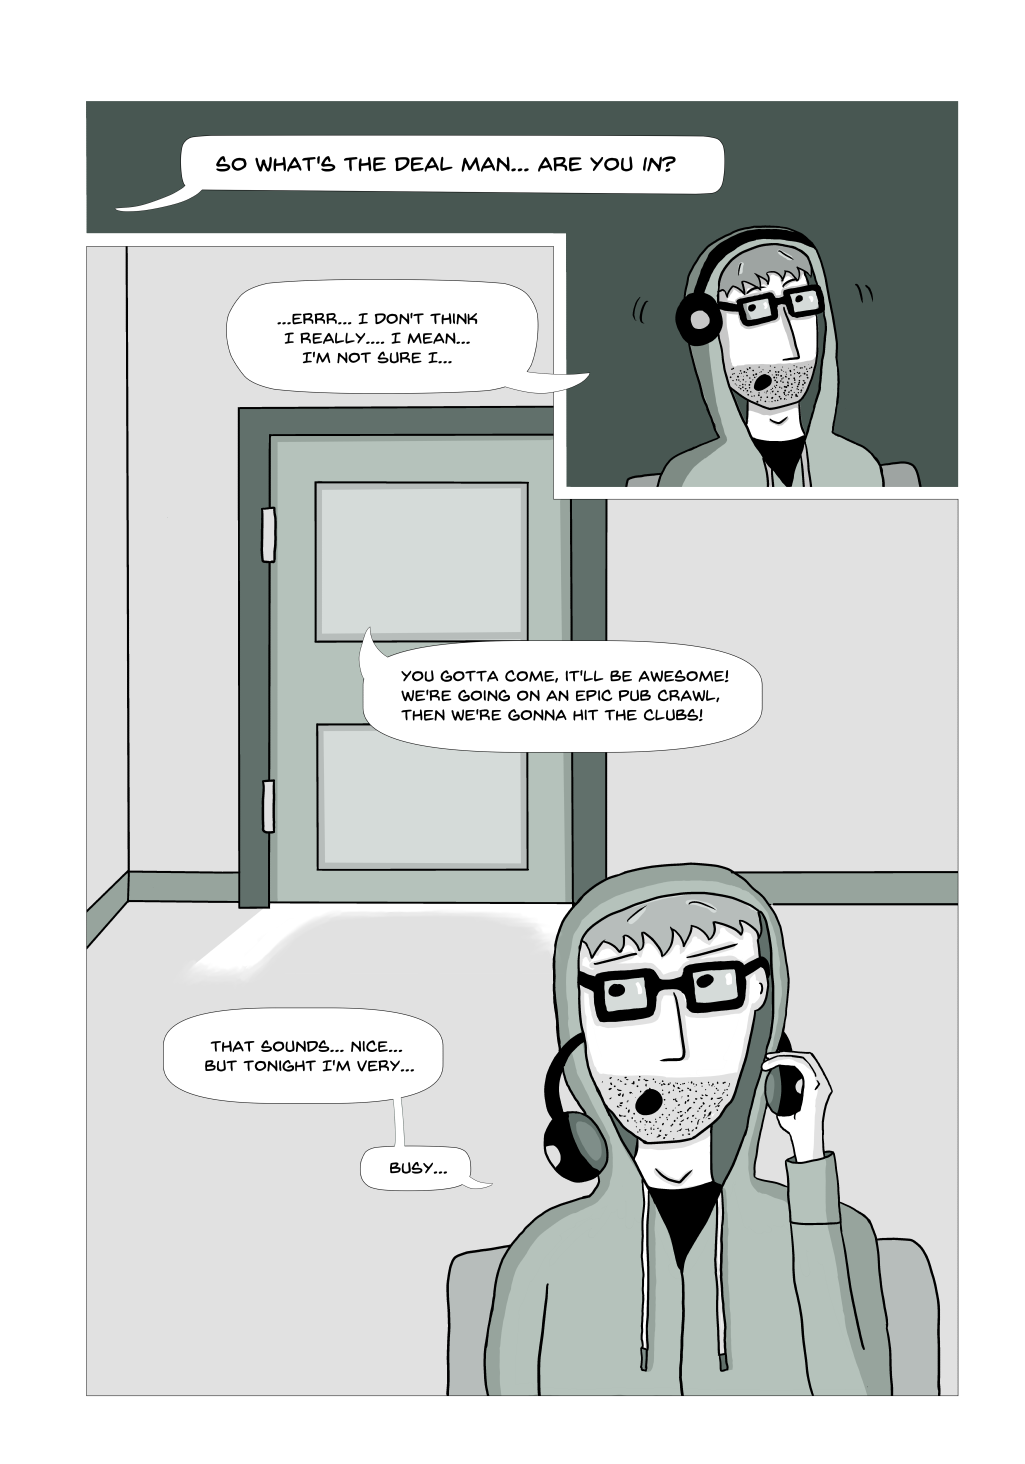 SO WHAT'S THE DEAL MAN... ARE YOU IN?
...ERRR... I DON'T THINK
I REALLY.... I MEAN...
I'M NOT SURE I...
YOU GOTTA COME, IT'LL BE AWESOME!
WE'RE GOING ON AN EPIC PUB CRAWL,
THEN WE'RE GONNA HIT THE CLUBS!
THAT SOUNDS... NICE...
BUT TONIGHT I'M VERY...
BUSY...